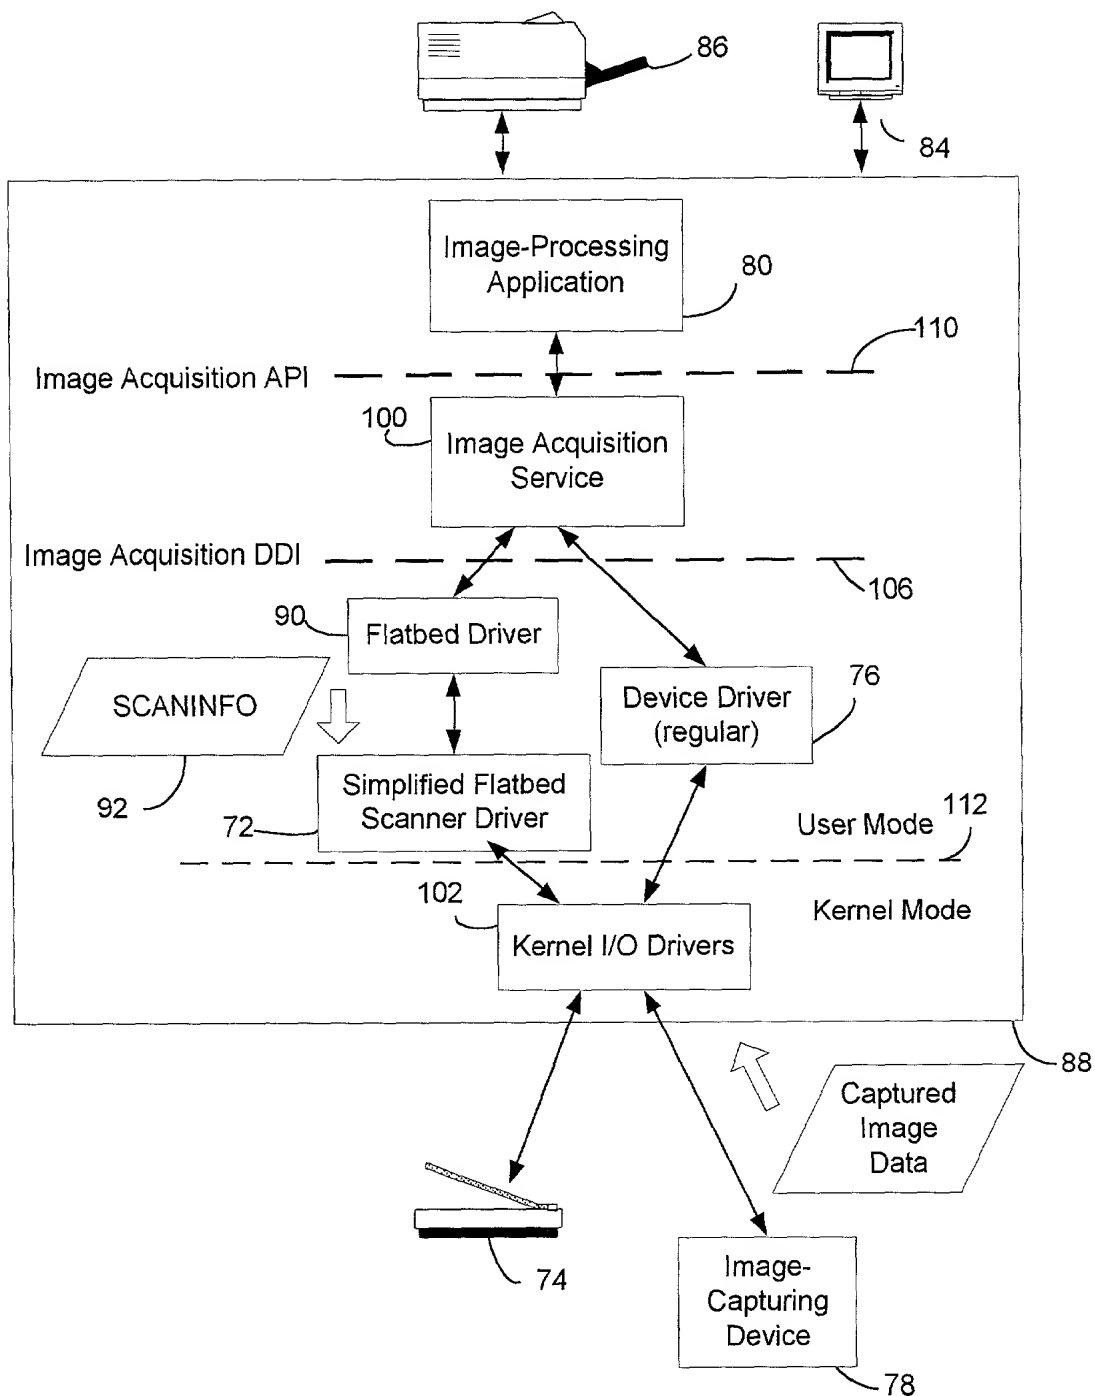 86
84
Image-Processing
Application
80
110
Image Acquisition API
100
Image Acquisition
Service
Image Acquisition DDI
106
90
Flatbed Driver
SCANINFO
76
Device Driver
(regular)
92
72
Simplified Flatbed
Scanner Driver
User Mode
112
102
Kernel Mode
Kernel I/O Drivers
88
Captured
Image
Data
74
Image-
Capturing
Device
78